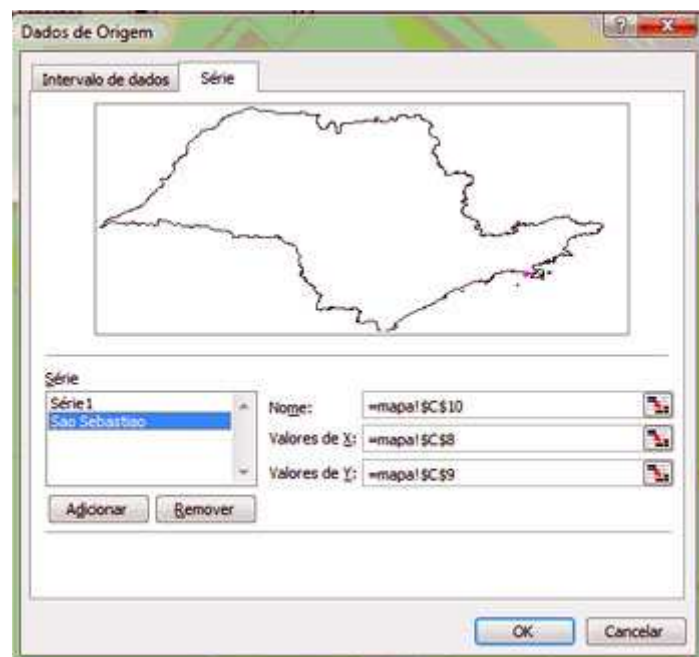 Dados de Origem
Intervalo de dados Série
Série
Série1
Sao Sebastiao
Nome: =mapa!$C$10
Valores de X: =mapa!$C$8
Valores de Y: =mapa!$C$9
Adicionar Remover
OK Cancelar